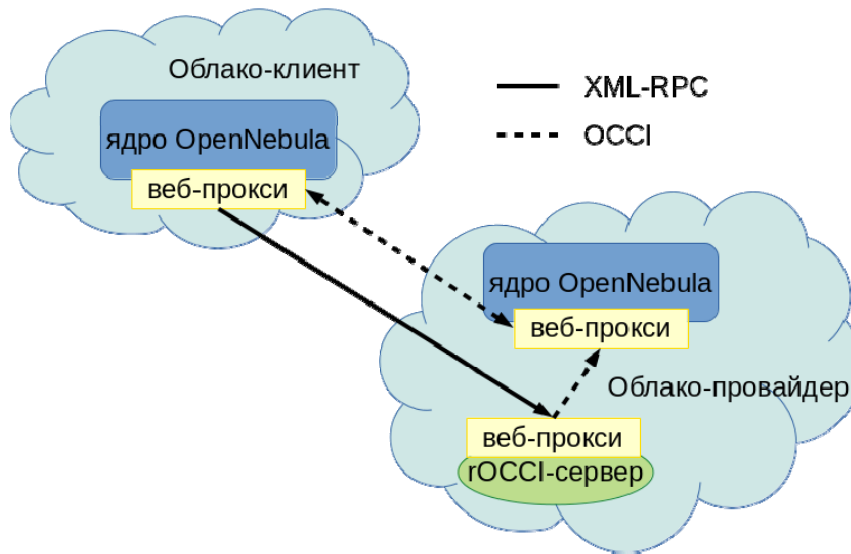 Облако-клиент
ядро OpenNebula
веб-прокси
XML-RPC
OCCI
ядро OpenNebula
веб-прокси
Облако-провайдер
веб-прокси
rOCCI-сервер